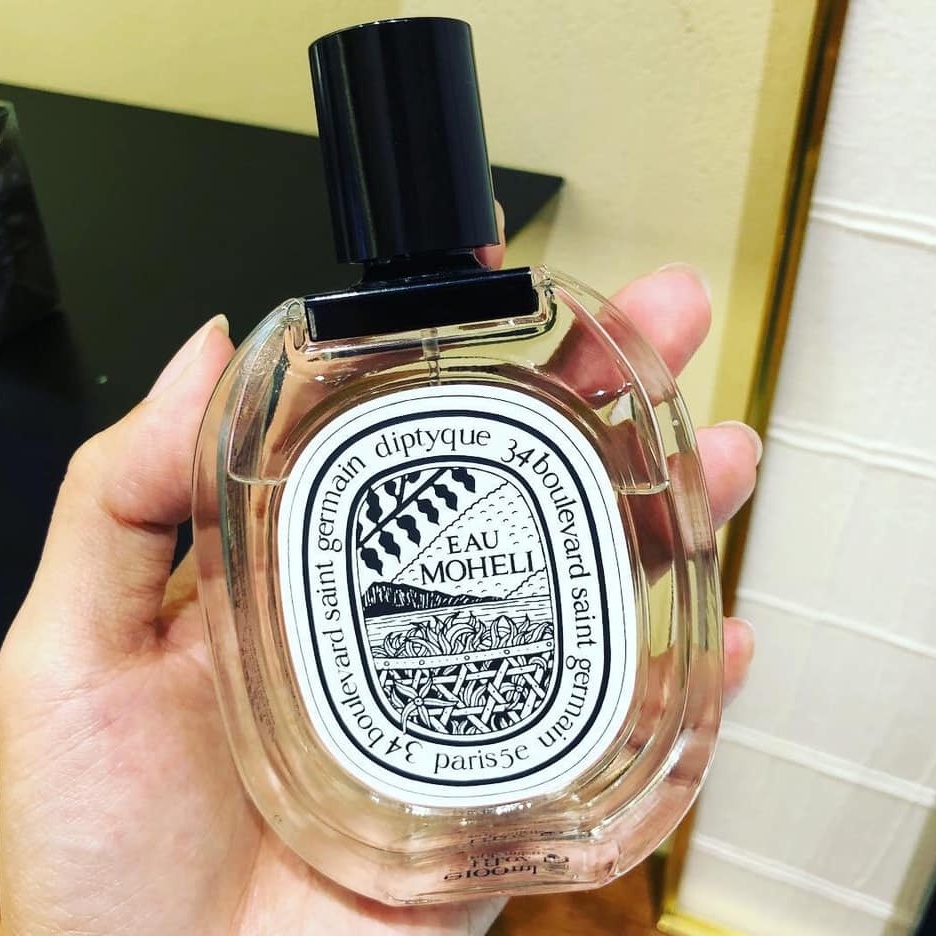 34 boulevard saint germain diptyque 34 boulevard saint germain
paris 5e
EAU
MOHELI